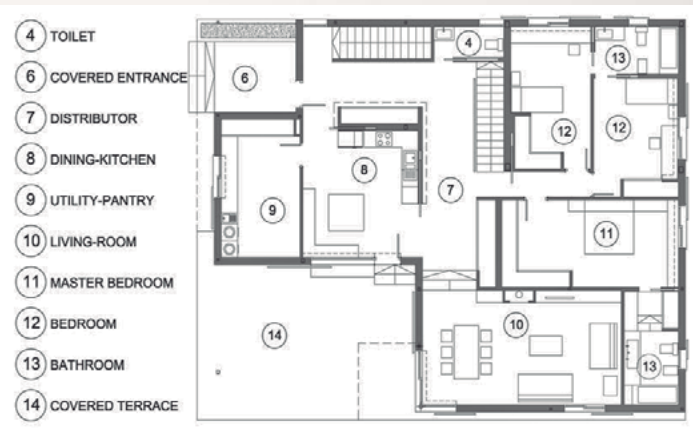 4 TOILET
6 COVERED ENTRANCE
7 DISTRIBUTOR
8 DINING-KITCHEN
9 UTILITY-PANTRY
10 LIVING-ROOM
11 MASTER BEDROOM
12 BEDROOM
13 BATHROOM
14 COVERED TERRACE
4
13
6
12
12
8
7
9
11
10
14
13